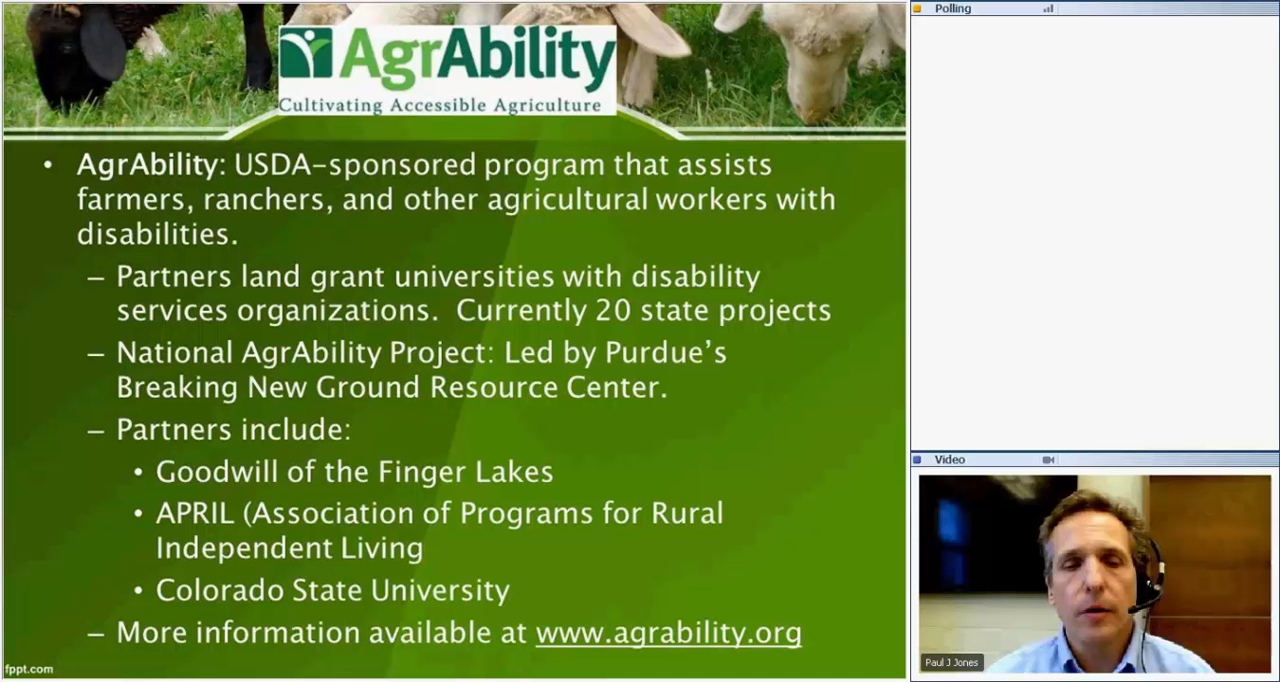 AgrAbility
Cultivating Accessible Agriculture
• AgrAbility: USDA-sponsored program that assists
farmers, ranchers, and other agricultural workers with
disabilities.
– Partners land grant universities with disability
services organizations.  Currently 20 state projects
– National AgrAbility Project: Led by Purdue's
Breaking New Ground Resource Center.
– Partners include:
• Goodwill of the Finger Lakes
• APRIL (Association of Programs for Rural
Independent Living
• Colorado State University
– More information available at www.agrability.org
fppt.com
Polling
Video
Paul J Jones